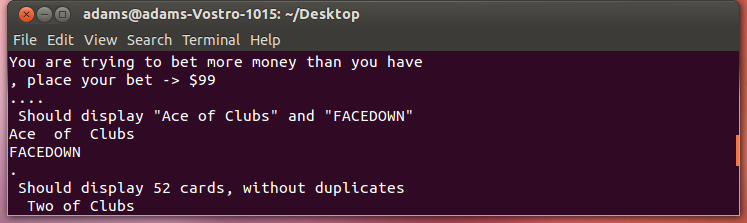 adams@adams-Vostro-1015: ~/Desktop
File Edit View Search Terminal Help
You are trying to bet more money than you have
, place your bet -> $99
....
 Should display "Ace of Clubs" and "FACEDOWN"
Ace  of  Clubs
FACEDOWN
.
 Should display 52 cards, without duplicates
  Two of Clubs